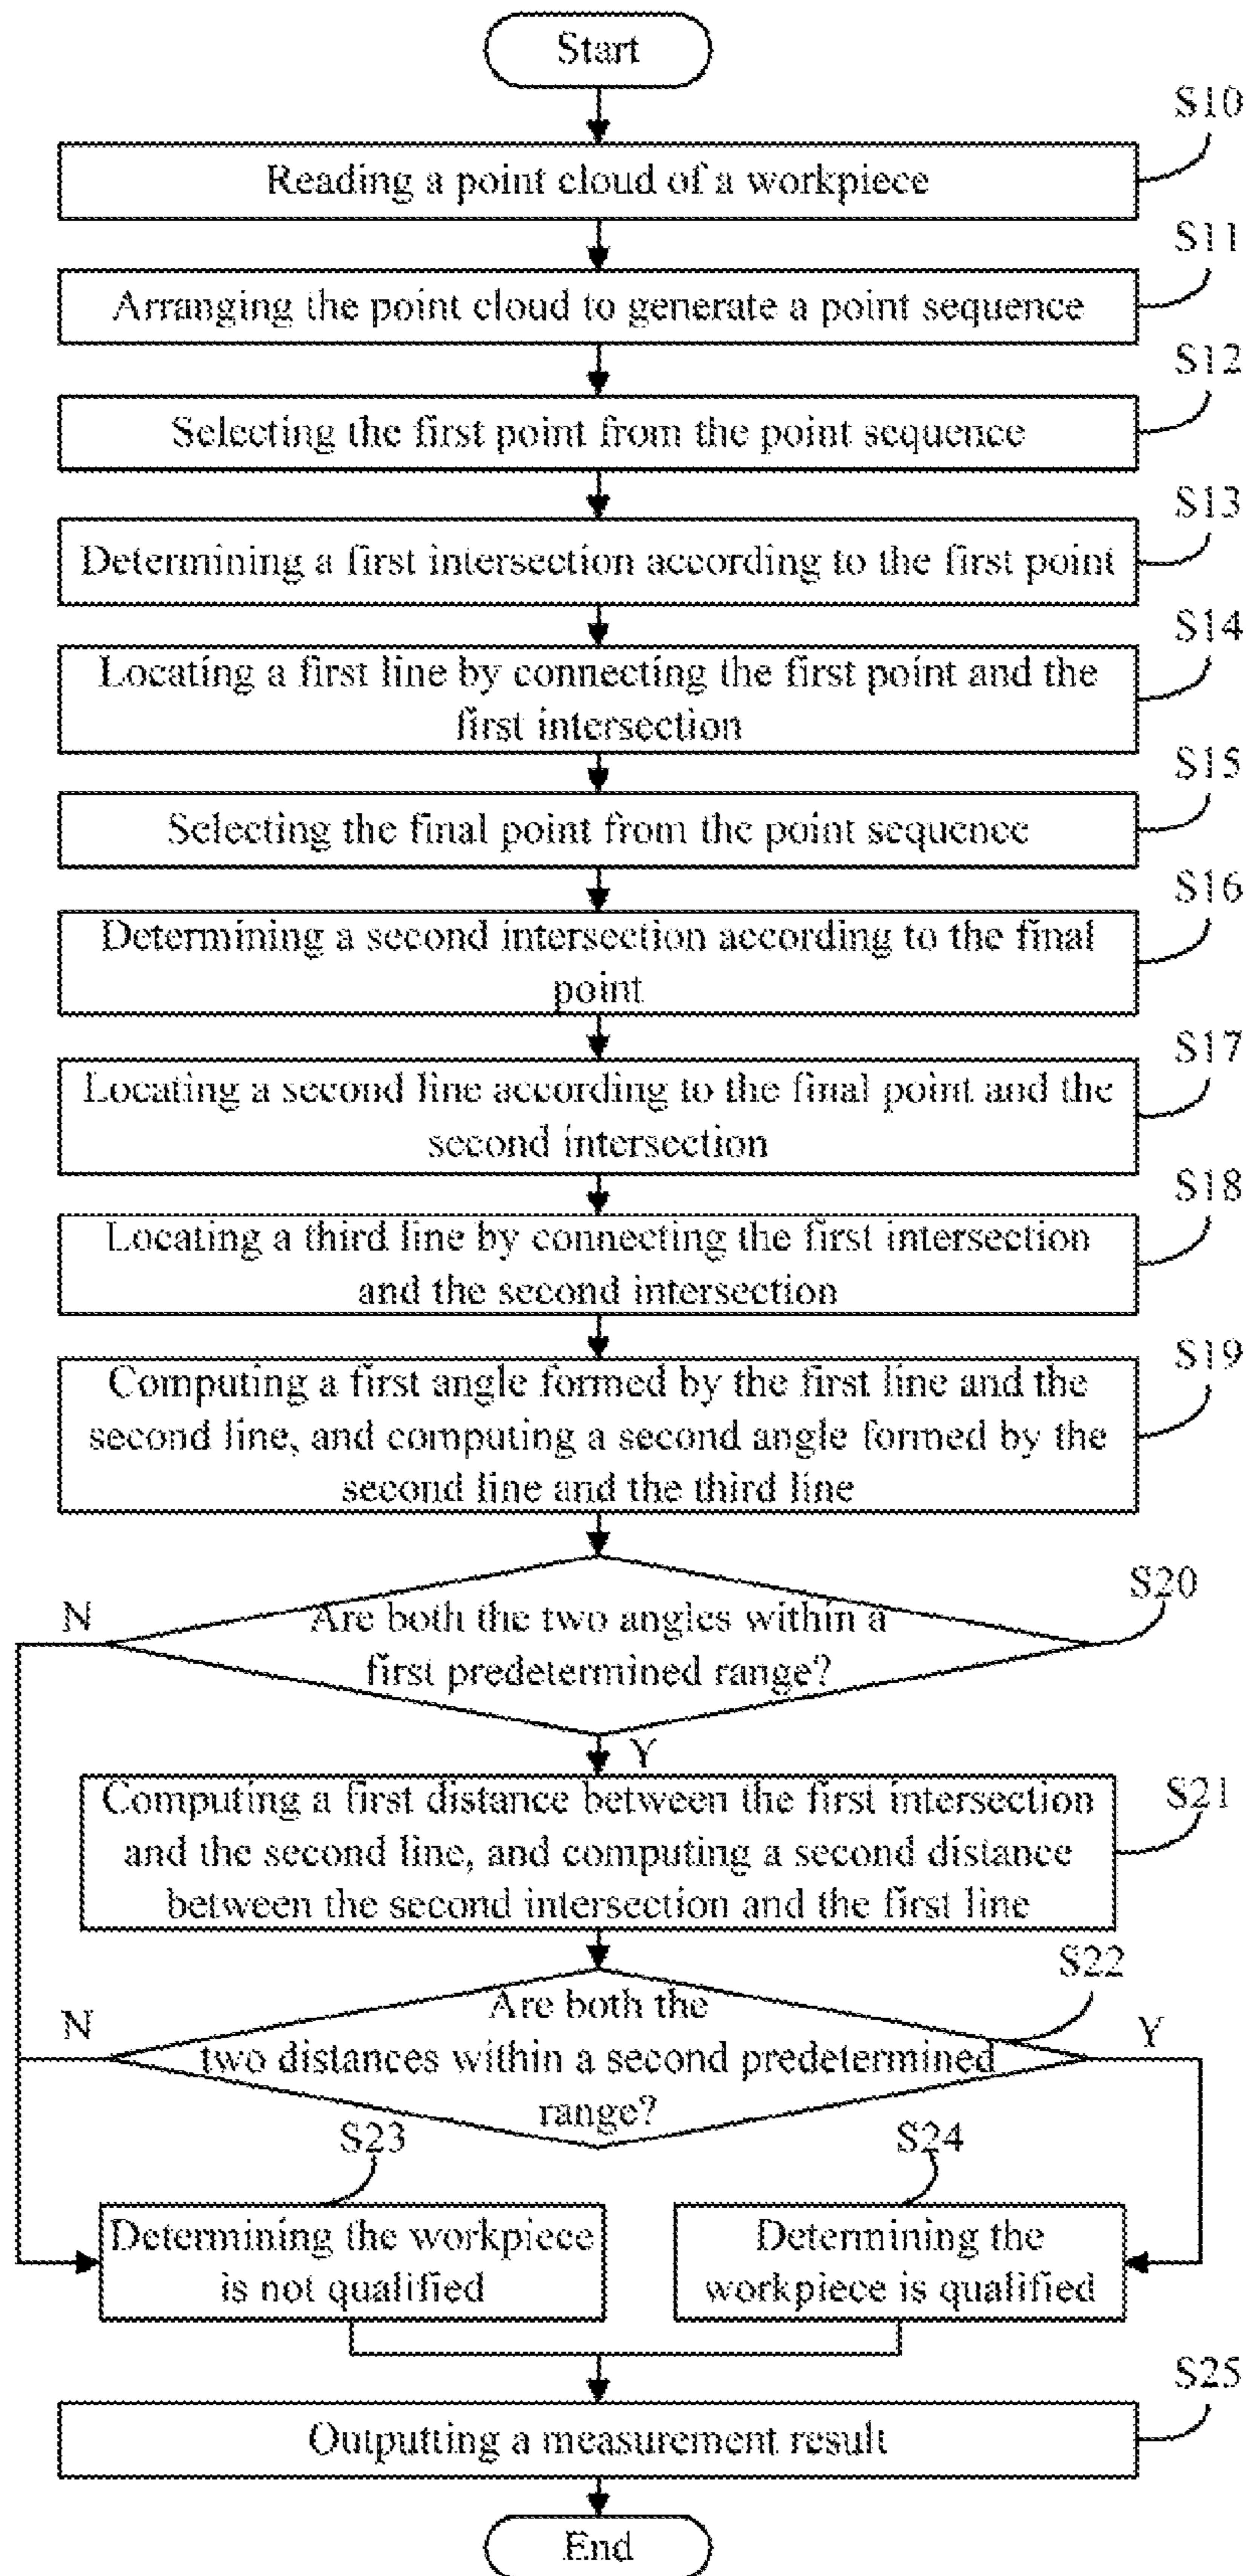 Start
S10
Reading a point cloud of a workpiece
S11
Arranging the point cloud to generate a point sequence
S12
Selecting the first point from the point sequence
S13
Determining a first intersection according to the first point
S14
Locating a first line by connecting the first point and the
first intersection
S15
Selecting the final point from the point sequence
S16
Determining a second intersection according to the final
point
S17
Locating a second line according to the final point and the
second intersection
S18
Locating a third line by connecting the first intersection
and the second intersection
S19
Computing a first angle formed by the first line and the
second line, and computing a second angle formed by the
second line and the third line
S20
N
Are both the two angles within a
first predetermined range?
Y
S21
Computing a first distance between the first intersection
and the second line, and computing a second distance
between the second intersection and the first line
S22
Are both the
N
Y
two distances within a second predetermined
range?
S23
S24
Determining the workpiece
is not qualified
Determining the
workpiece is qualified
S25
Outputting a measurement result
End